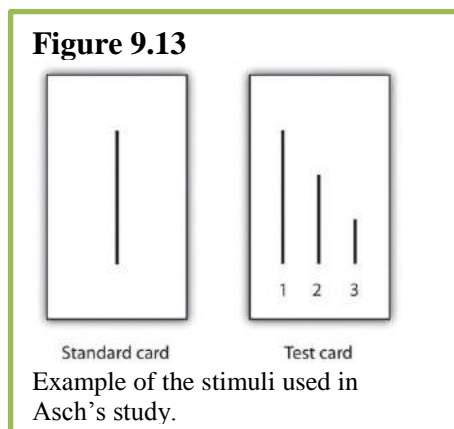 Figure 9.13
1 2 3
Standard card Test card
Example of the stimuli used in
Asch's study.